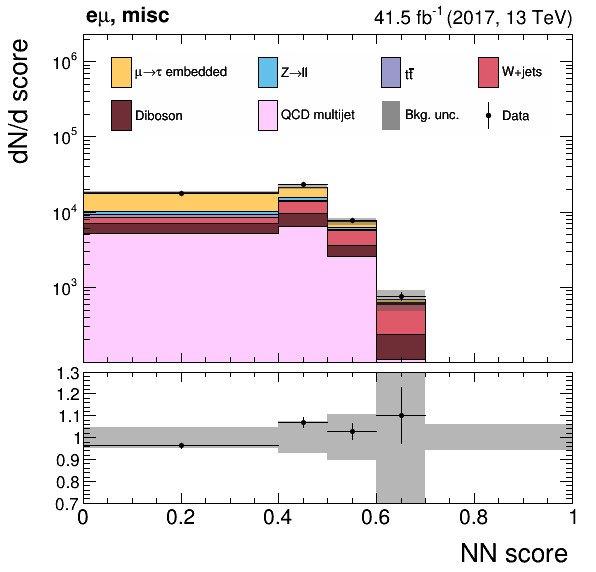 eμ, misc 41.5 fb⁻¹ (2017, 13 TeV)
dN/d score
10⁶
10⁵
10⁴
10³
μ→τ embedded Z→ll tt̄ W+jets
Diboson QCD multijet Bkg. unc. Data
1.3
1.2
1.1
1
0.9
0.8
0.7
0 0.2 0.4 0.6 0.8 1
NN score